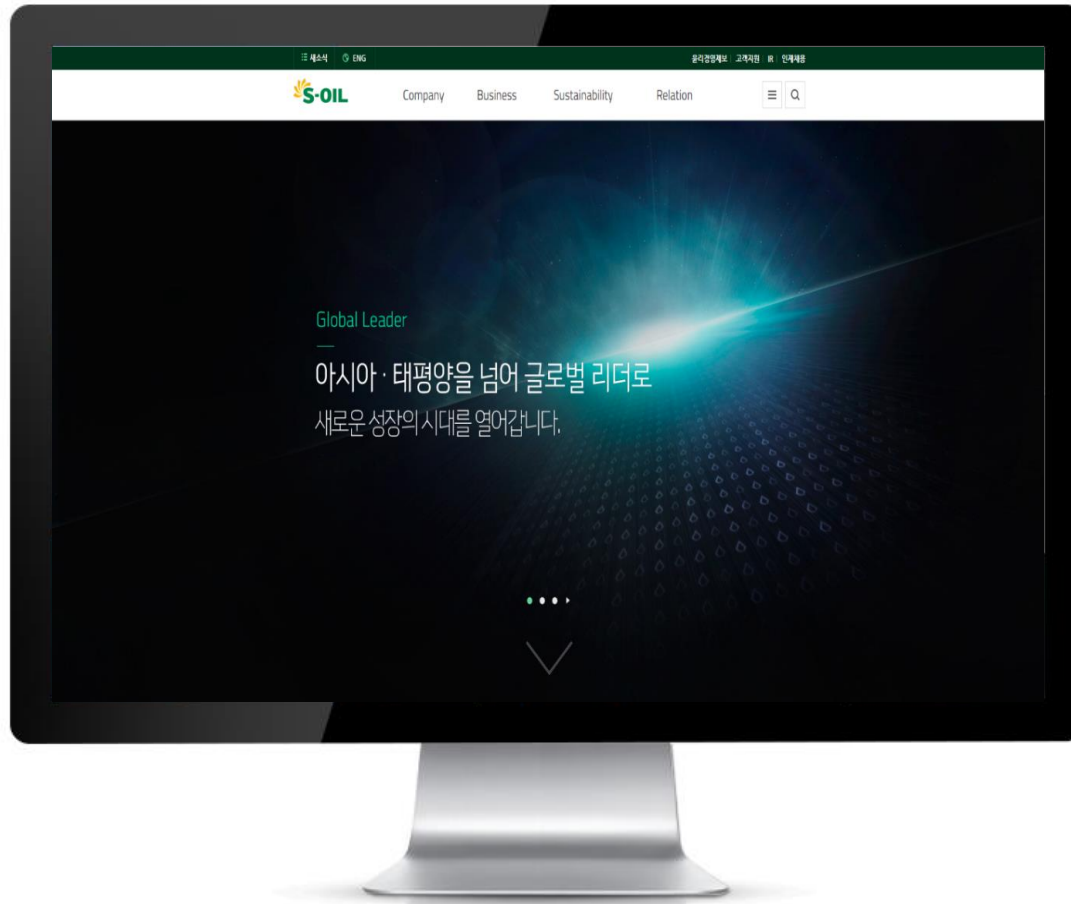 새소식 ENG 윤리경영제보 고객지원 IR 인재채용
S-OIL Company Business Sustainability Relation
Global Leader
아시아 · 태평양을 넘어 글로벌 리더로
새로운 성장의 시대를 열어갑니다.